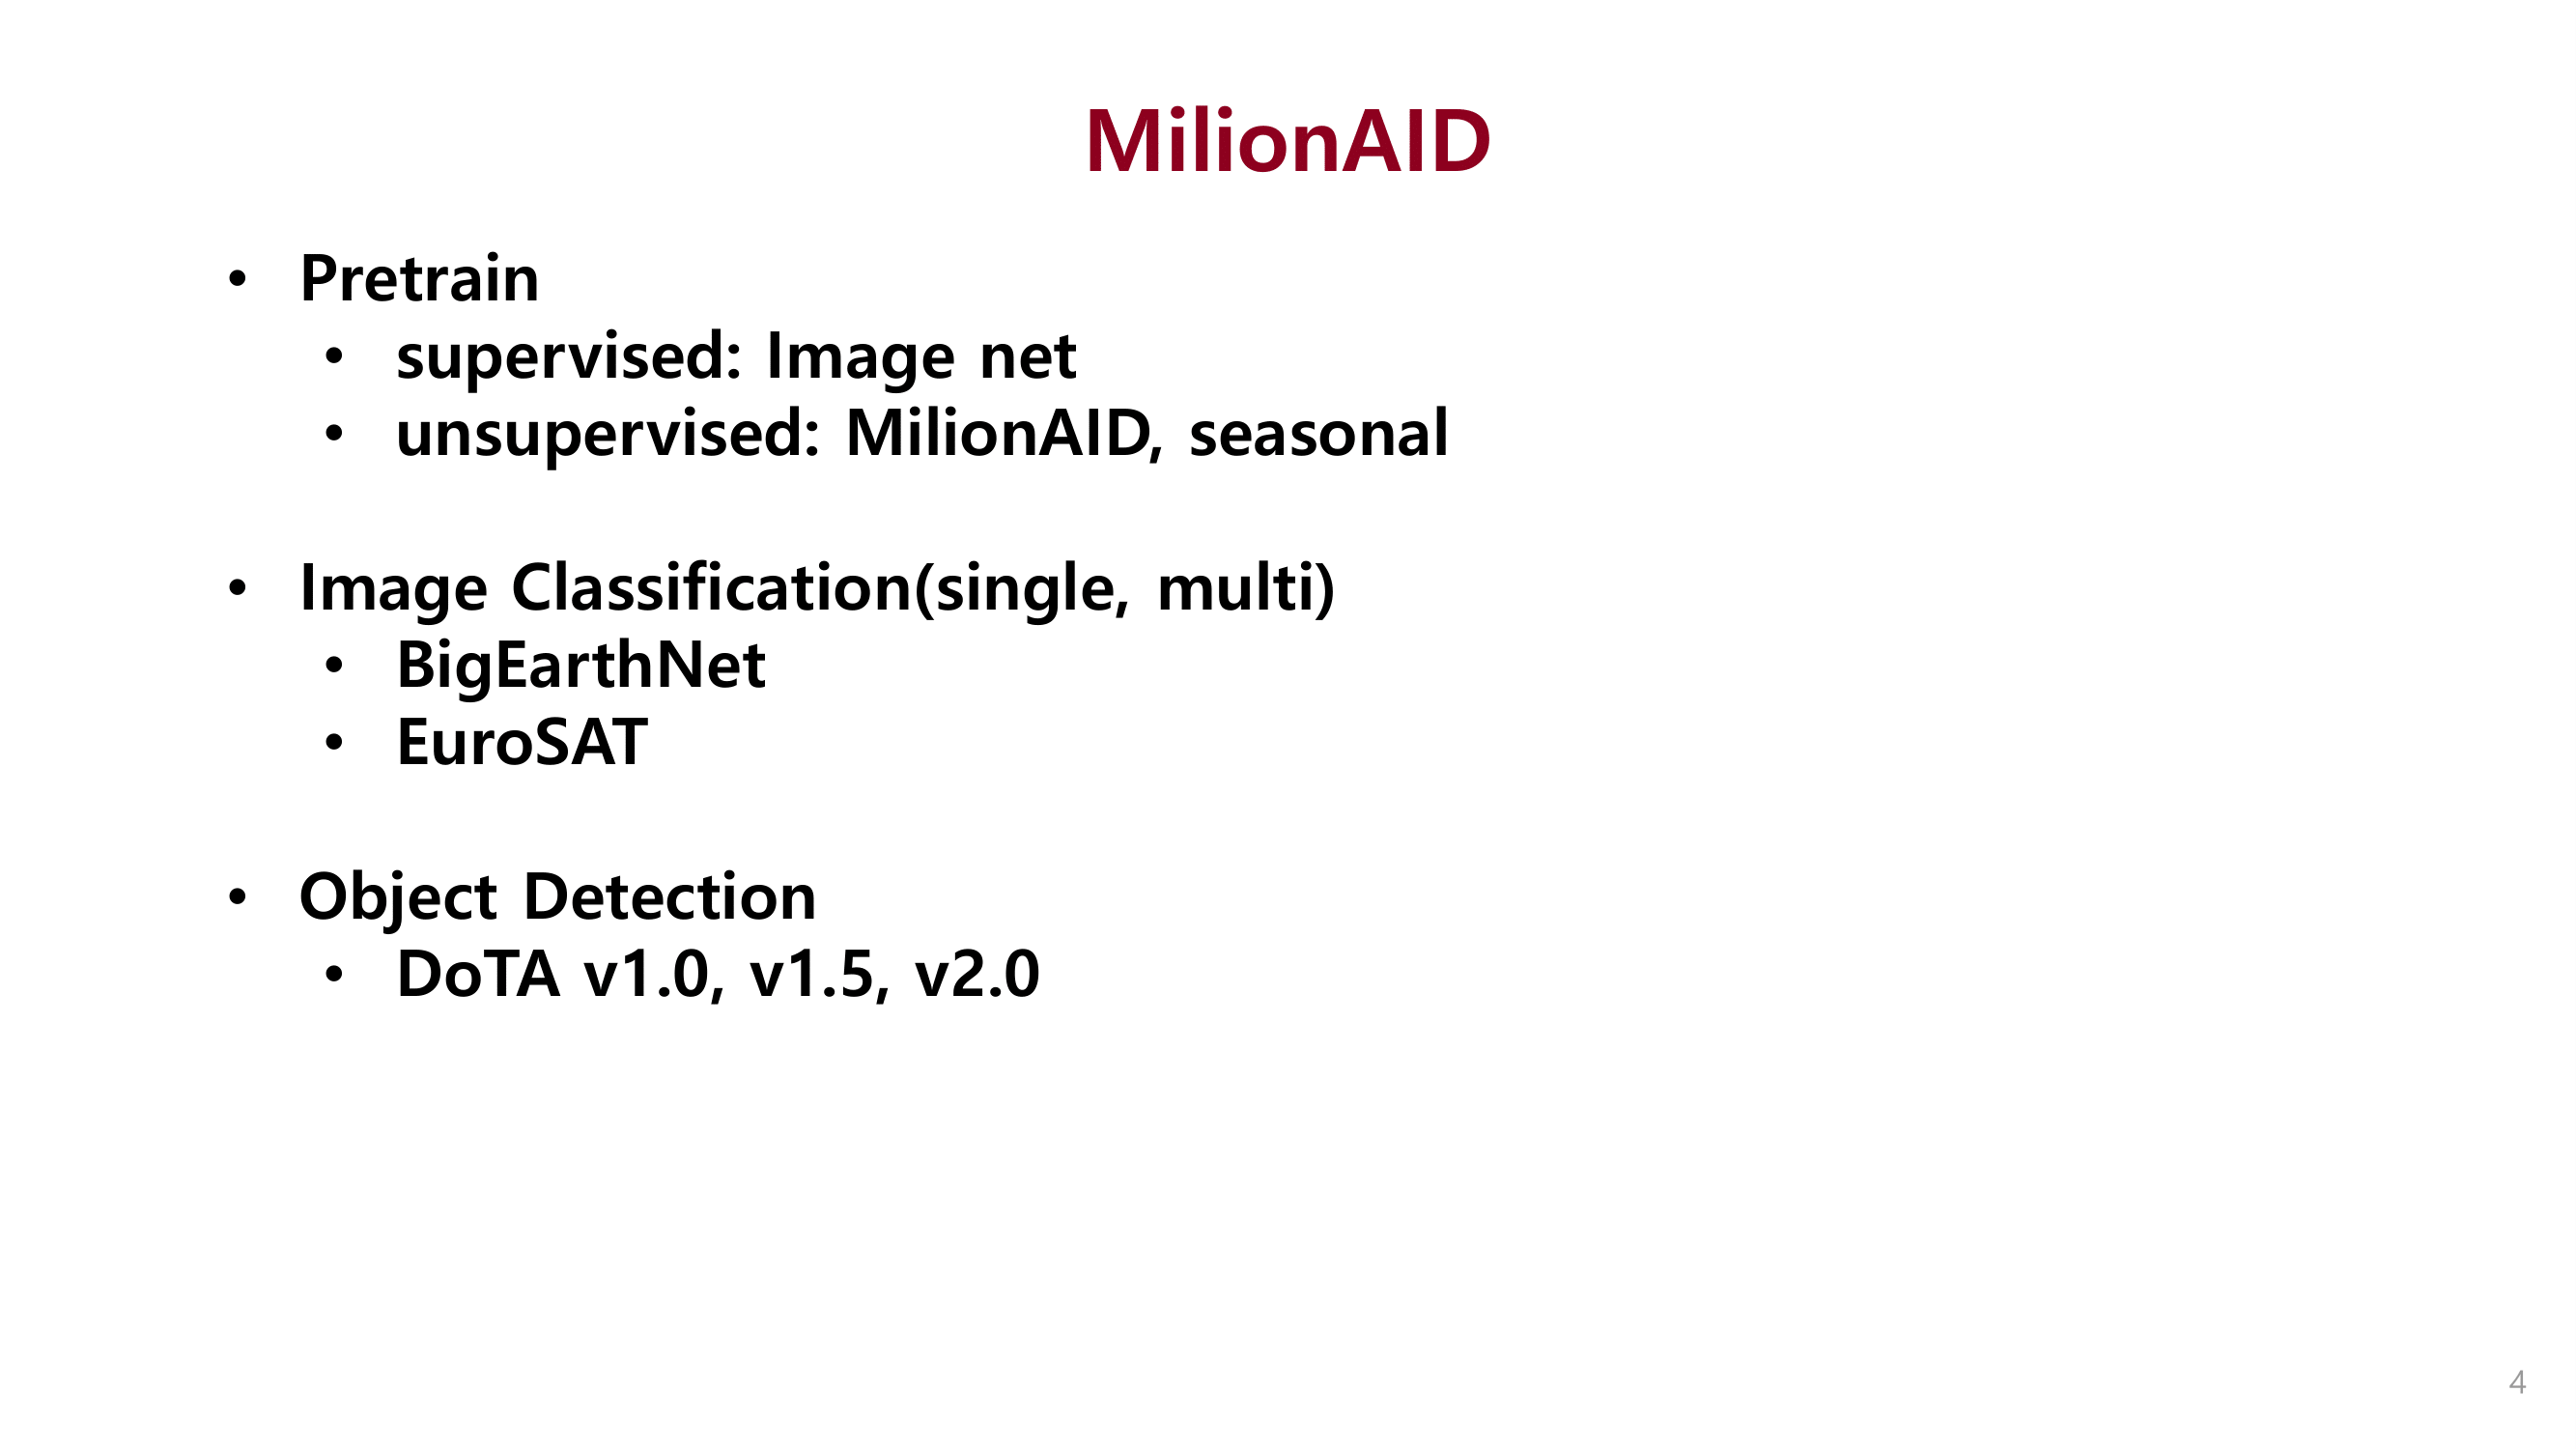 MilionAID
• Pretrain
• supervised: Image net
• unsupervised: MilionAID, seasonal
• Image Classification(single, multi)
• BigEarthNet
• EuroSAT
• Object Detection
• DoTA v1.0, v1.5, v2.0
4